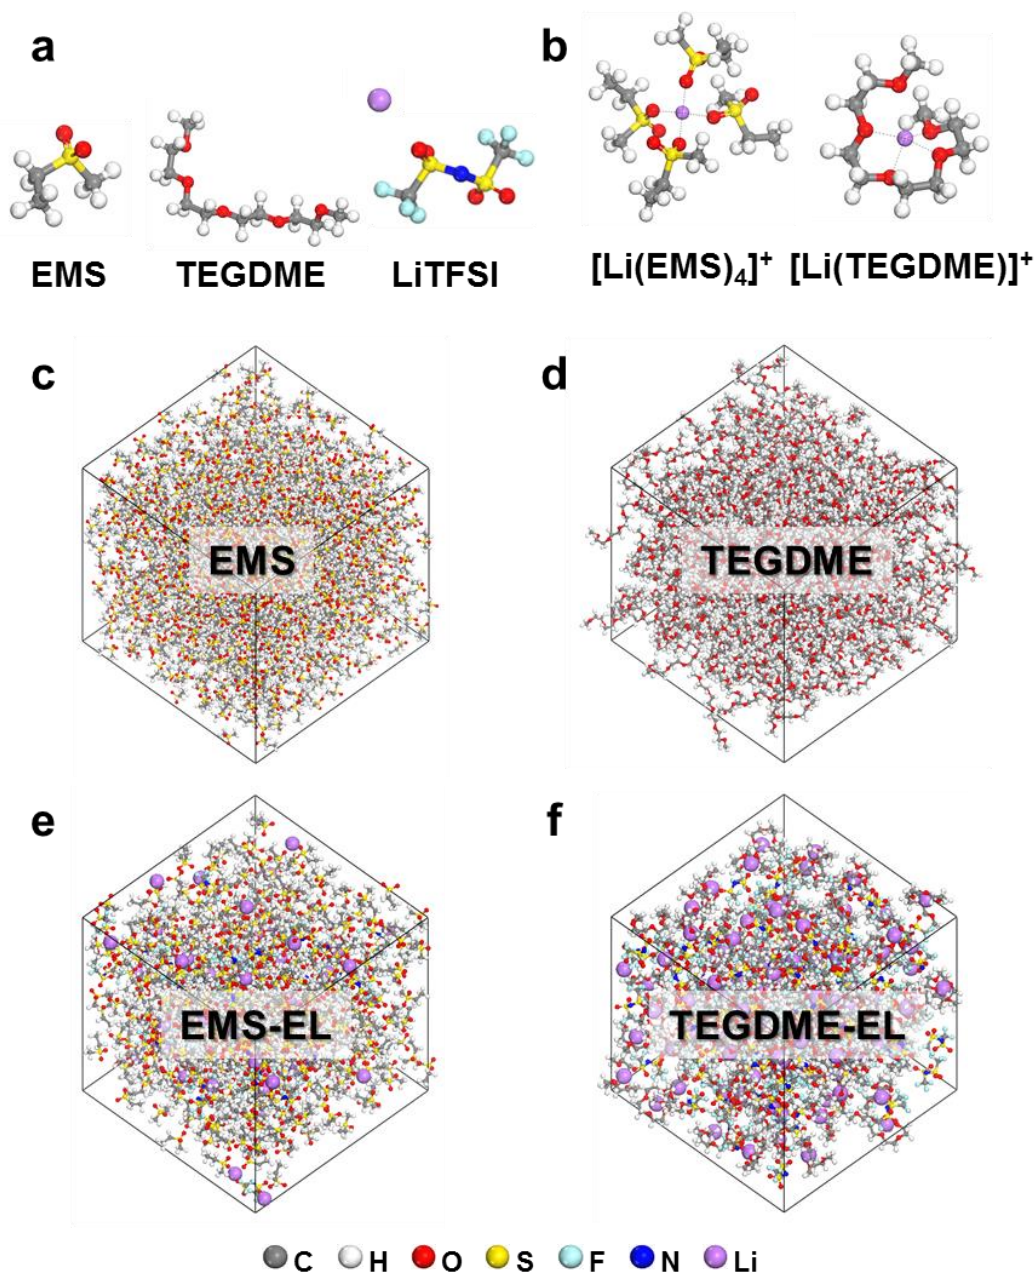 a
b
EMS TEGDME LiTFSI
[Li(EMS)₄]⁺ [Li(TEGDME)]⁺
c
d
EMS
TEGDME
e
f
EMS-EL
TEGDME-EL
C H O S F N Li